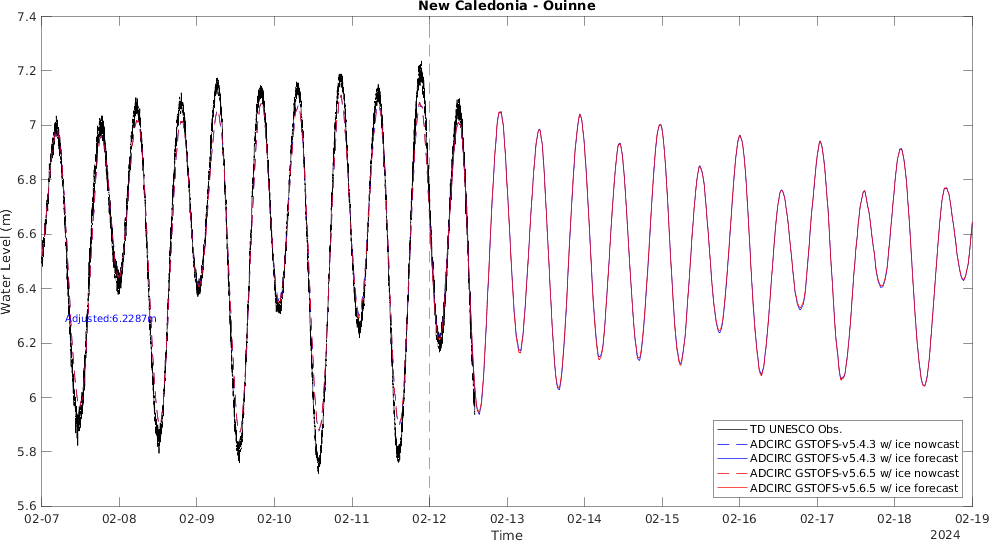 New Caledonia - Ouinne
7.4
7.2
7
6.8
6.6
6.4
6.2
6
5.8
5.6
Water Level (m)
Adjusted:6.2287m
TD UNESCO Obs.
ADCIRC GSTOFS-v5.4.3 w/ ice nowcast
ADCIRC GSTOFS-v5.4.3 w/ ice forecast
ADCIRC GSTOFS-v5.6.5 w/ ice nowcast
ADCIRC GSTOFS-v5.6.5 w/ ice forecast
02-07 02-08 02-09 02-10 02-11 02-12 02-13 02-14 02-15 02-16 02-17 02-18 02-19
Time
2024